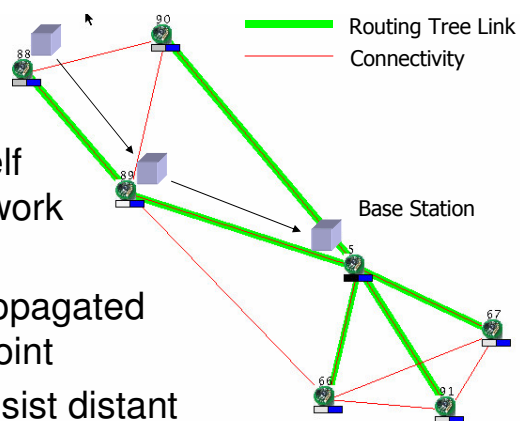 90
Routing Tree Link
88
Connectivity
elf
work
89
Base Station
5
opagated
oint
67
66
91
sist distant